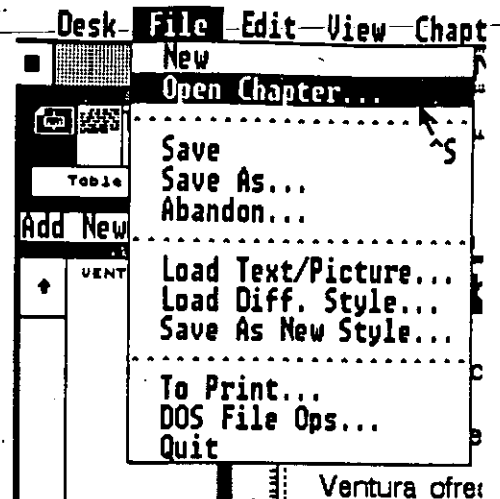 Desk File Edit View Chapt
New
Open Chapter...
Save ^S
Save As...
Table
Abandon...
Add New
VENT
Load Text/Picture...
Load Diff. Style...
Save As New Style...
To Print...
DOS File Ops...
Quit
Ventura ofre